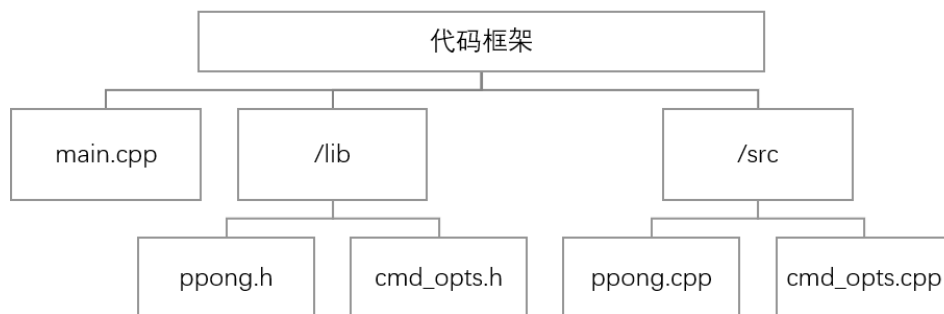 代码框架
main.cpp
/lib
/src
ppong.h
cmd_opts.h
ppong.cpp
cmd_opts.cpp